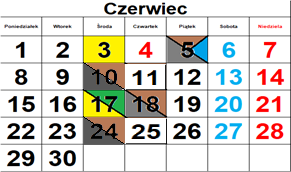 Czerwiec
Poniedziałek Wtorek Środa Czwartek Piątek Sobota Niedziela
1 2 3 4 5 6 7
8 9 10 11 12 13 14
15 16 17 18 19 20 21
22 23 24 25 26 27 28
29 30